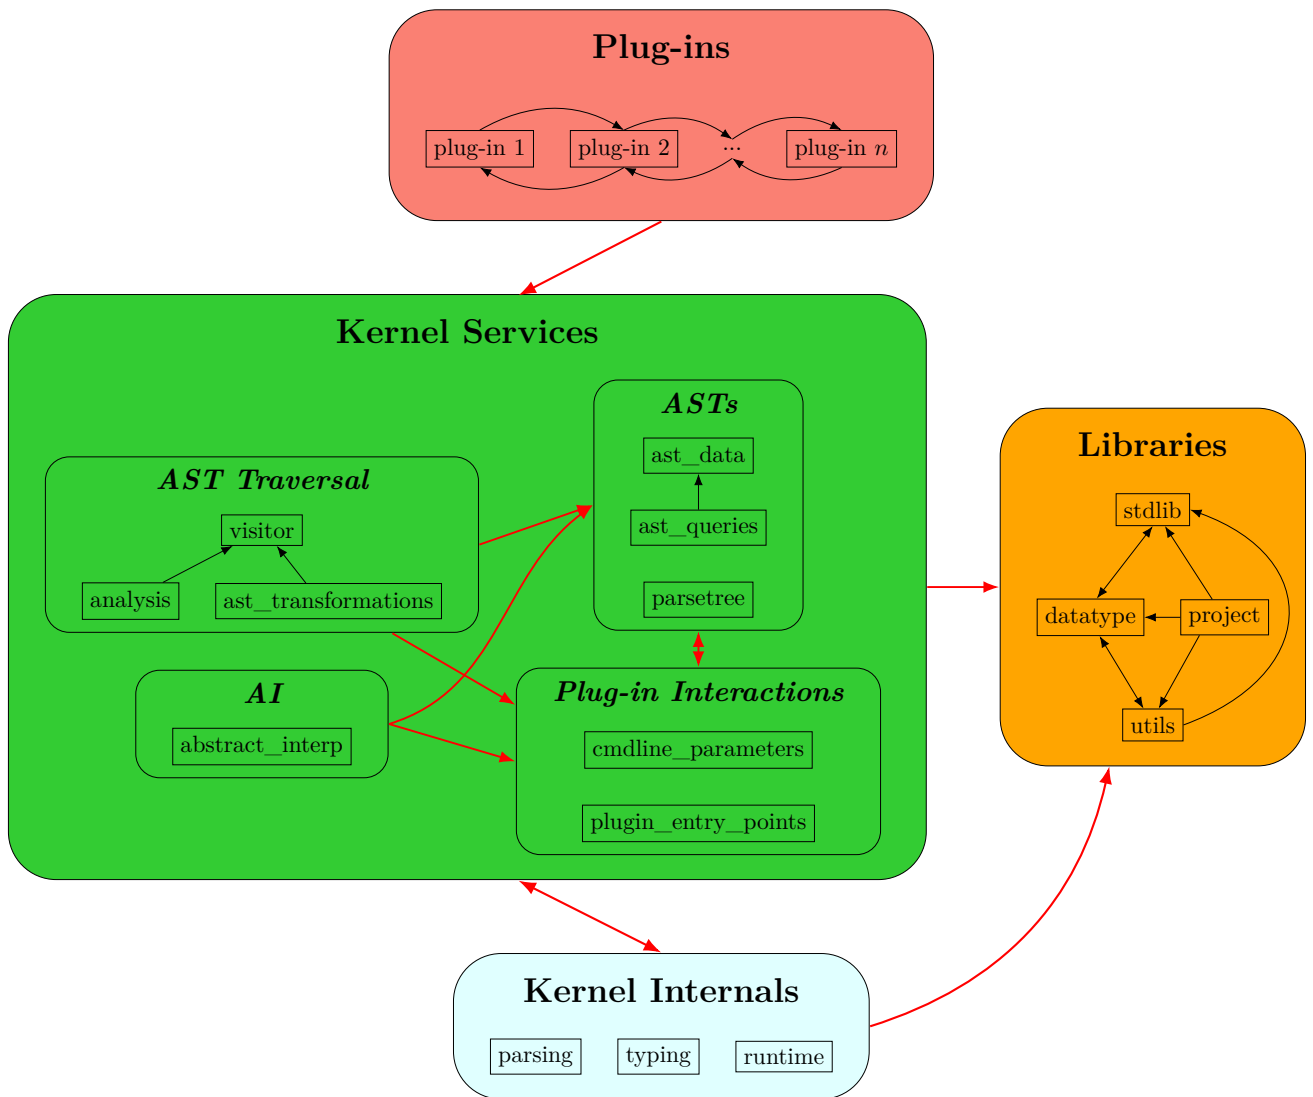 Plug-ins
plug-in 1
plug-in 2
...
plug-in n
Kernel Services
AST Traversal
visitor
analysis
ast_transformations
AI
abstract_interp
ASTs
ast_data
ast_queries
parsetree
Plug-in Interactions
cmdline_parameters
plugin_entry_points
Libraries
stdlib
datatype
project
utils
Kernel Internals
parsing
typing
runtime